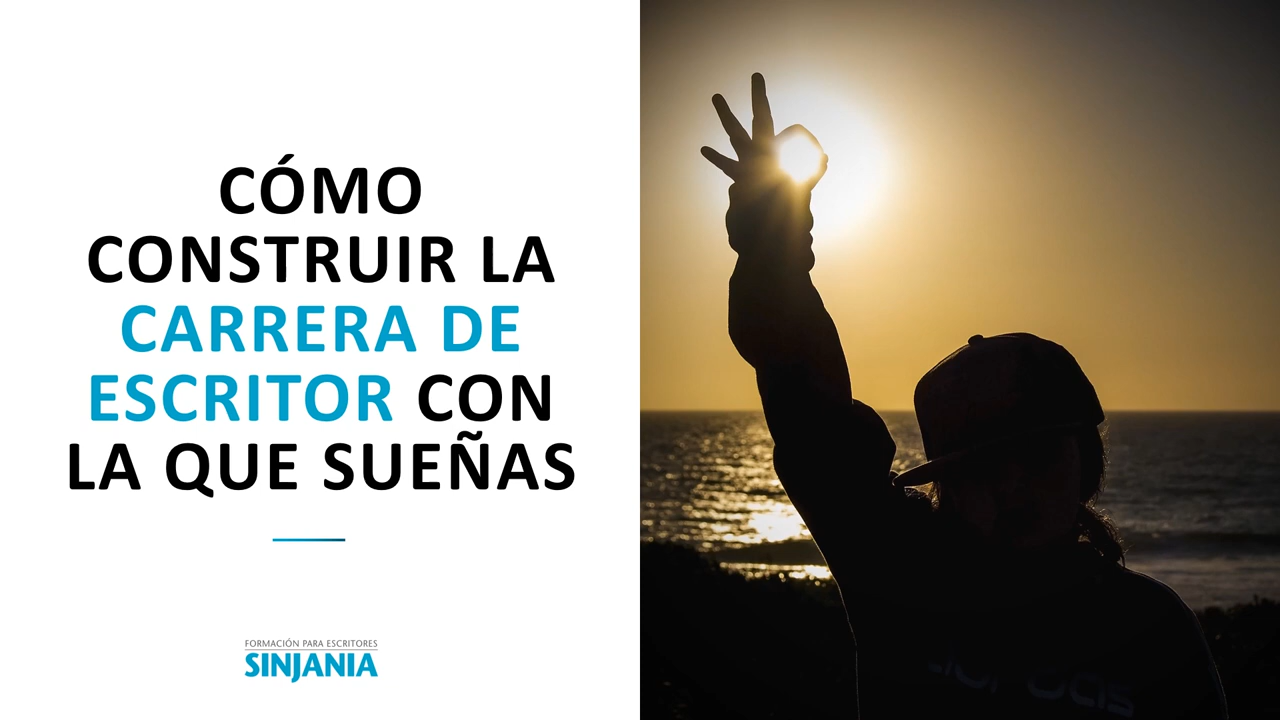 CÓMO
CONSTRUIR LA
CARRERA DE
ESCRITOR CON
LA QUE SUEÑAS
FORMACIÓN PARA ESCRITORES
SINJANIA